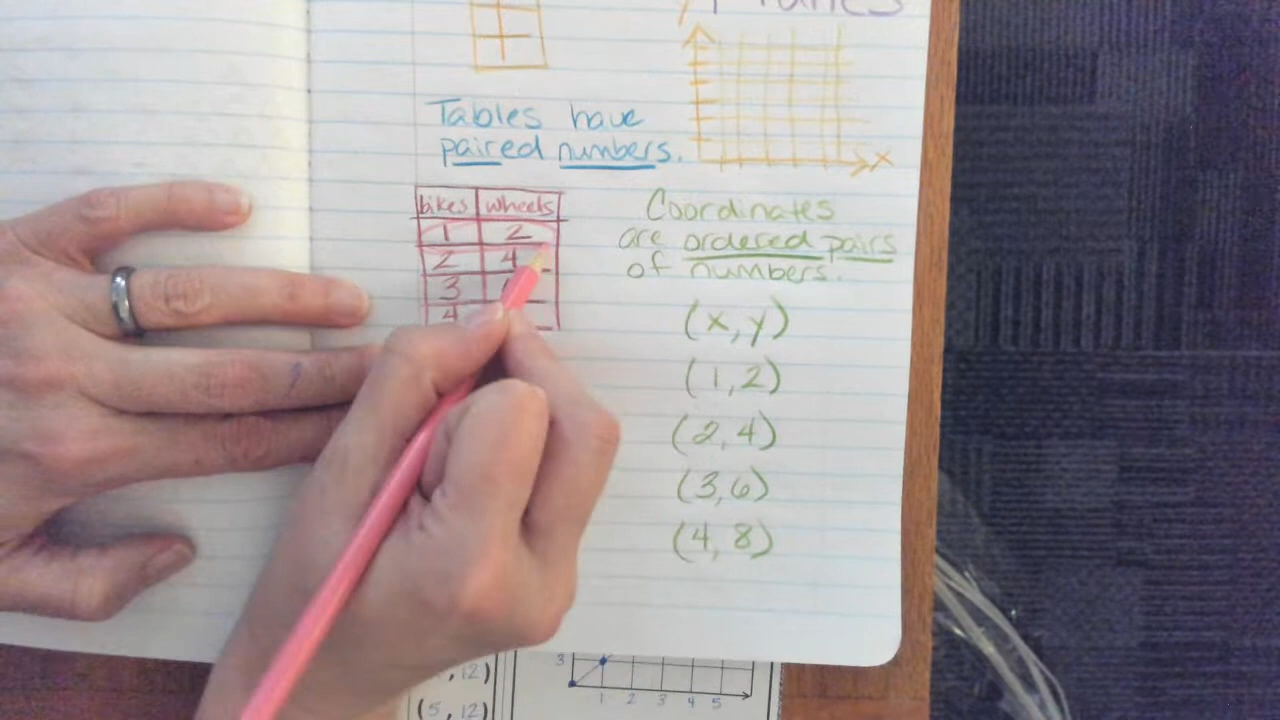 Tables have
paired numbers.
x
bikes wheels
1 2
2 4
3
4
Coordinates
are ordered pairs
of numbers.
(x,y)
(1,2)
(2,4)
(3,6)
(4,8)
,12)
(5,12)
3
1 2 3 4 5